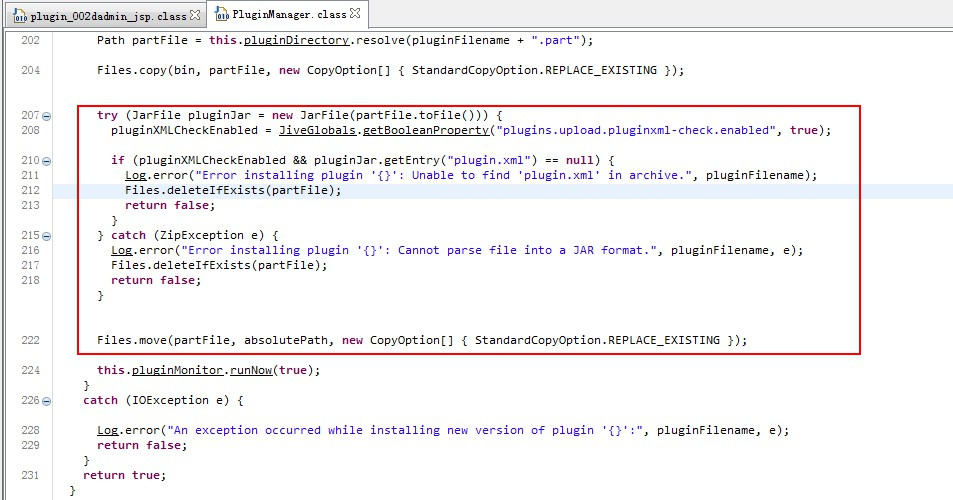 plugin_002dadmin_jsp.class PluginManager.class
202 Path partFile = this.pluginDirectory.resolve(pluginFilename + ".part");
204 Files.copy(bin, partFile, new CopyOption[] { StandardCopyOption.REPLACE_EXISTING });
207 try (JarFile pluginJar = new JarFile(partFile.toFile())) {
208 pluginXMLCheckEnabled = JiveGlobals.getBooleanProperty("plugins.upload.pluginxml-check.enabled", true);
210 if (pluginXMLCheckEnabled && pluginJar.getEntry("plugin.xml") == null) {
211 Log.error("Error installing plugin '{}': Unable to find 'plugin.xml' in archive.", pluginFilename);
212 Files.deleteIfExists(partFile);
213 return false;
}
215 } catch (ZipException e) {
216 Log.error("Error installing plugin '{}': Cannot parse file into a JAR format.", pluginFilename, e);
217 Files.deleteIfExists(partFile);
218 return false;
}
222 Files.move(partFile, absolutePath, new CopyOption[] { StandardCopyOption.REPLACE_EXISTING });
224 this.pluginMonitor.runNow(true);
}
226 catch (IOException e) {
228 Log.error("An exception occurred while installing new version of plugin '{}':", pluginFilename, e);
229 return false;
}
231 return true;
}